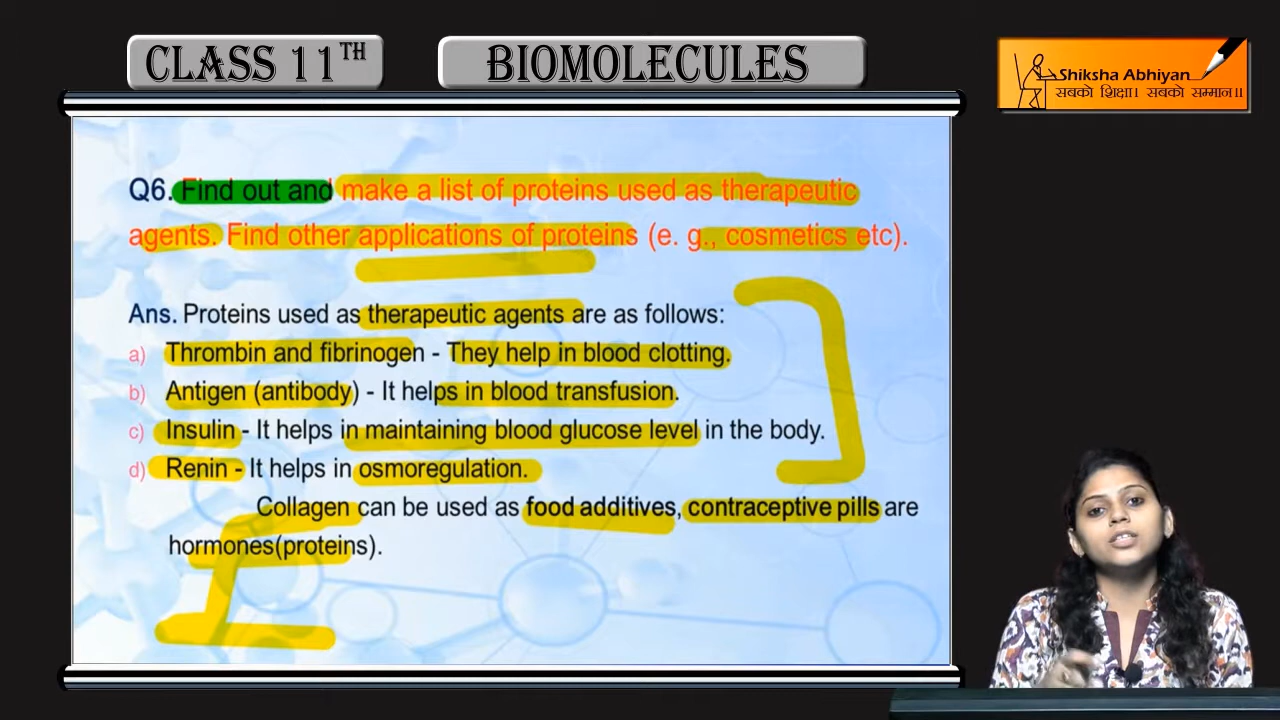 CLASS 11TH
BIOMOLECULES
Shiksha Abhiyan
सबको शिक्षा। सबको सम्मान।।
Q6. Find out and make a list of proteins used as therapeutic
agents. Find other applications of proteins (e. g., cosmetics etc).
Ans. Proteins used as therapeutic agents are as follows:
a) Thrombin and fibrinogen - They help in blood clotting.
b) Antigen (antibody) - It helps in blood transfusion.
c) Insulin - It helps in maintaining blood glucose level in the body.
d) Renin - It helps in osmoregulation.
Collagen can be used as food additives, contraceptive pills are
hormones(proteins).